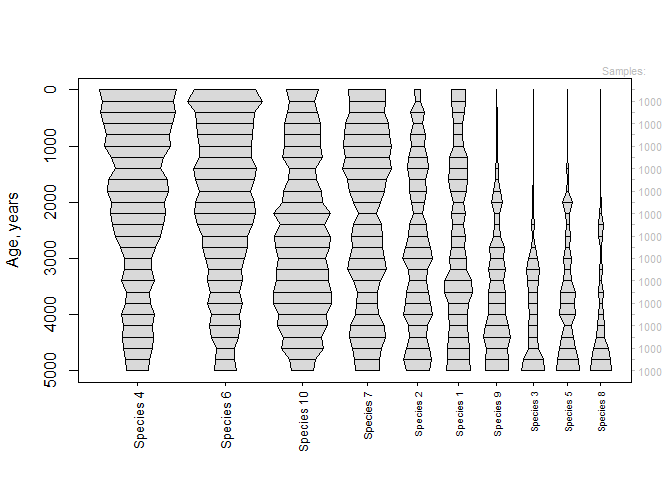 Samples:
0
1000
2000
3000
4000
5000
Age, years
1000
1000
1000
1000
1000
1000
1000
1000
1000
1000
1000
1000
1000
Species 4
Species 6
Species 10
Species 7
Species 2
Species 1
Species 9
Species 3
Species 5
Species 8